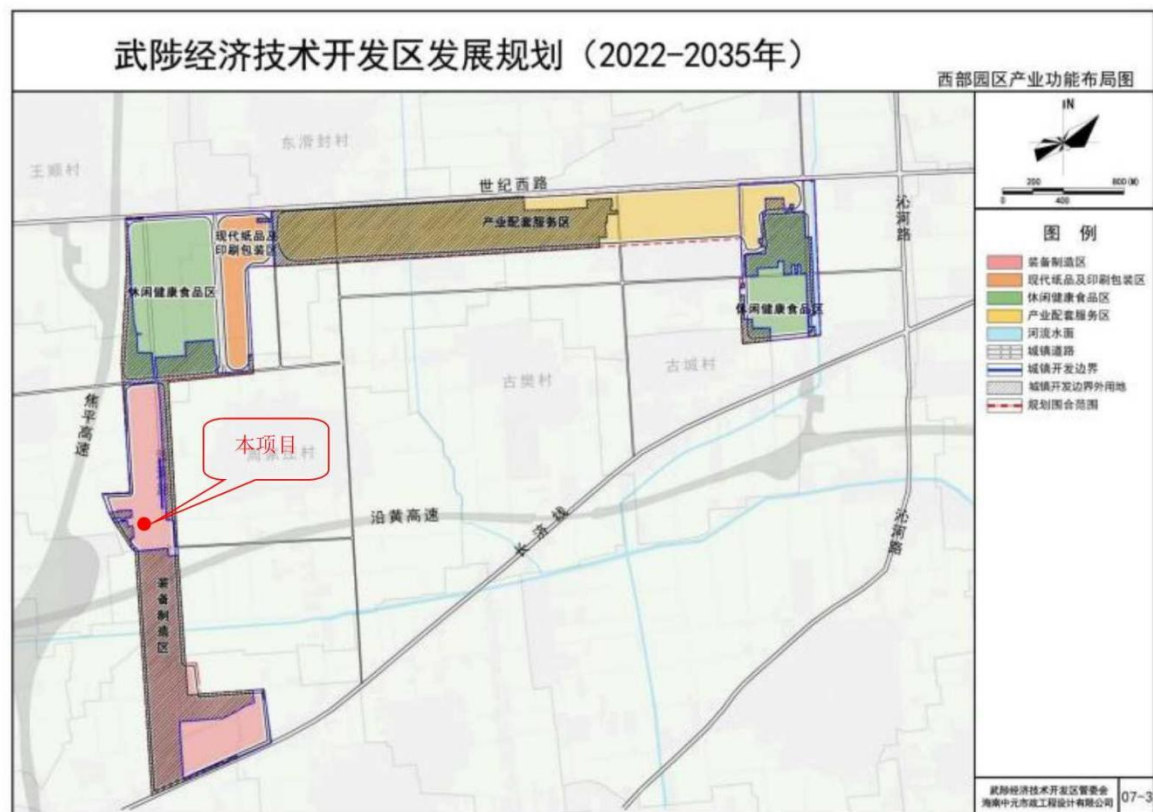 武陟经济技术开发区发展规划（2022-2035年）
西部园区产业功能布局图
N
200 800(M)
0 400
图 例
装备制造区
现代纸品及印刷包装区
休闲健康食品区
产业配套服务区
河流水面
城镇道路
城镇开发边界
城镇开发边界外用地
规划围合范围
东滑封村
王顺村
世纪西路
沁河路
现代纸品及
印刷包装区
产业配套服务区
休闲健康食品区
休闲健康食品区
古樊村
古城村
焦平高速
本项目
沿黄高速
长济线
沁河路
装备制造区
武陟经济技术开发区管委会
海南中元市政工程设计有限公司
07-3